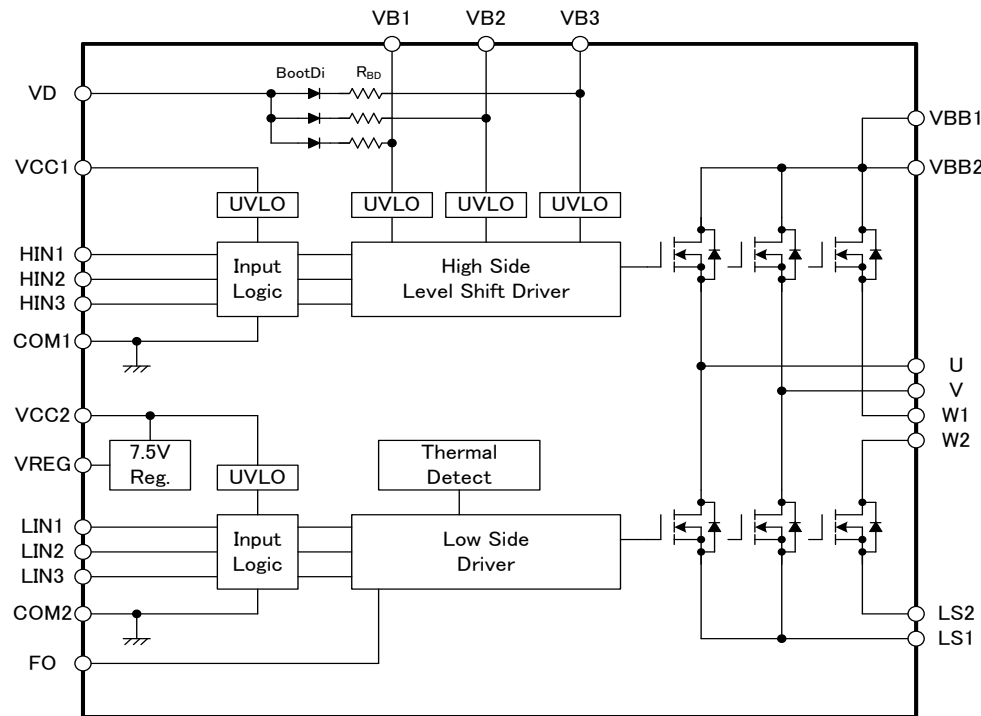 VB1 VB2 VB3
BootDi R_BD
VD
VBB1
VCC1
VBB2
UVLO UVLO UVLO UVLO
HIN1
HIN2
HIN3
Input
Logic
High Side
Level Shift Driver
COM1
U
V
W1
W2
VCC2
VREG
7.5V
Reg.
UVLO
Thermal
Detect
LIN1
LIN2
LIN3
Input
Logic
Low Side
Driver
COM2
LS2
LS1
FO